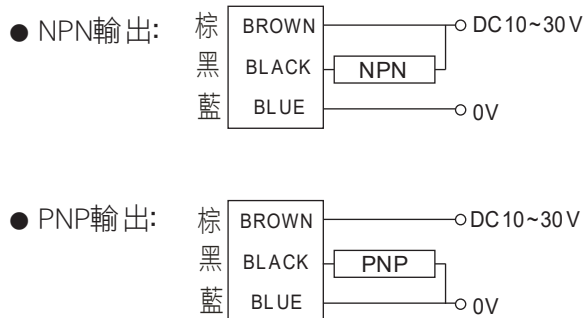 ● NPN輸出: 棕 BROWN DC10~30V
黑 BLACK NPN
藍 BLUE 0V
● PNP輸出: 棕 BROWN DC10~30V
黑 BLACK PNP
藍 BLUE 0V